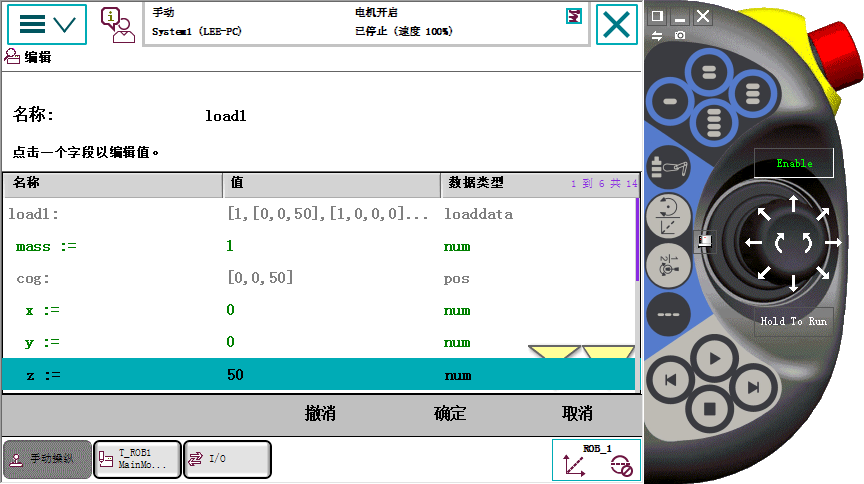 手动
System1 (LEE-PC)
电机开启
已停止 (速度 100%)
编辑
名称:
load1
点击一个字段以编辑值。
名称 值 数据类型 1 到 6 共 14
load1: [1,[0,0,50],[1,0,0,0]... loaddata
mass := 1 num
cog: [0,0,50] pos
x := 0 num
y := 0 num
z := 50 num
撤消 确定 取消
手动操纵
T_ROB1
MainMo...
I/O
ROB_1
Enable
Hold To Run